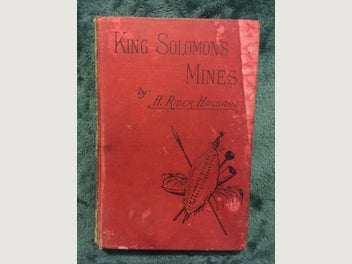 KING SOLOMON'S
MINES
by
H. RIDER HAGGARD